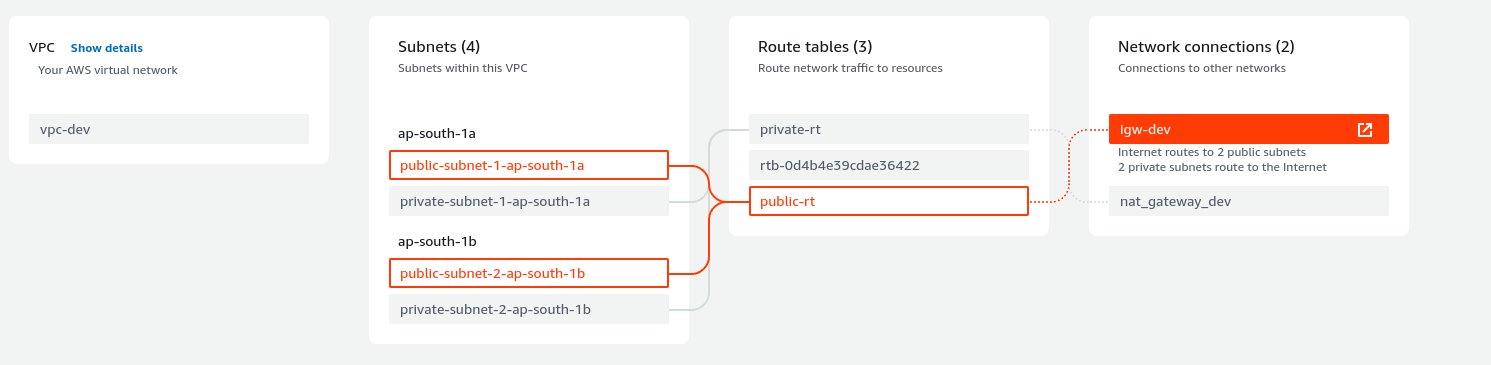 VPC Show details
Your AWS virtual network
vpc-dev
Subnets (4)
Subnets within this VPC
ap-south-1a
public-subnet-1-ap-south-1a
private-subnet-1-ap-south-1a
ap-south-1b
public-subnet-2-ap-south-1b
private-subnet-2-ap-south-1b
Route tables (3)
Route network traffic to resources
private-rt
rtb-0d4b4e39cdae36422
public-rt
Network connections (2)
Connections to other networks
igw-dev
Internet routes to 2 public subnets
2 private subnets route to the Internet
nat_gateway_dev